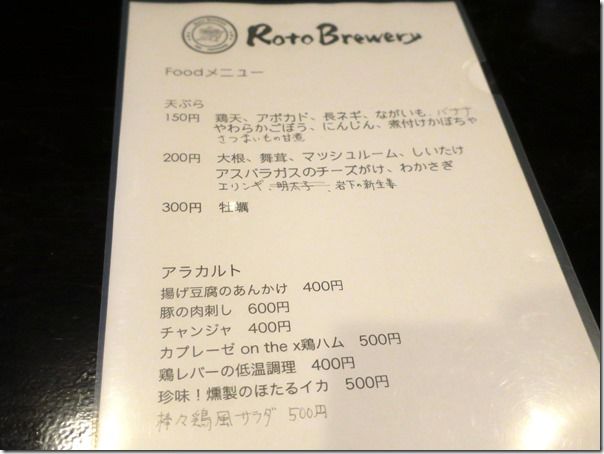 Roto Brewery
Foodメニュー
天ぷら
150円 鶏天、アボカド、長ネギ、ながいも、バナナ
やわらかごぼう、にんじん、煮付けかぼちゃ
さつまいもの甘煮
200円 大根、舞茸、マッシュルーム、しいたけ
アスパラガスのチーズがけ、わかさぎ
エリンギ、明太子、岩下の新生姜
300円 牡蠣
アラカルト
揚げ豆腐のあんかけ 400円
豚の肉刺し 600円
チャンジャ 400円
カプレーゼ on the x鶏ハム 500円
鶏レバーの低温調理 400円
珍味！燻製のほたるイカ 500円
棒々鶏風サラダ 500円